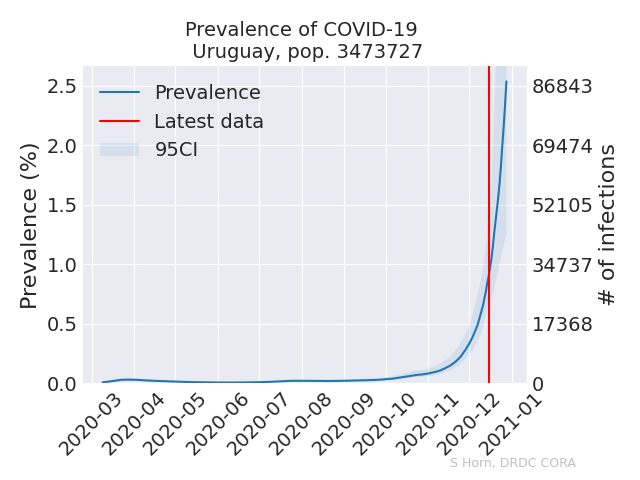 Prevalence of COVID-19
Uruguay, pop. 3473727
Prevalence
Latest data
95CI
Prevalence (%)
2.5
2.0
1.5
1.0
0.5
0.0
86843
69474
52105
34737
17368
0
# of infections
2020-03
2020-04
2020-05
2020-06
2020-07
2020-08
2020-09
2020-10
2020-11
2020-12
2021-01
S Horn, DRDC CORA